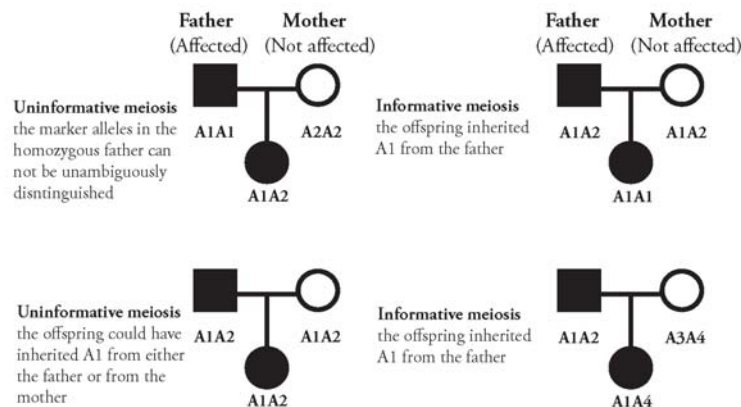 Father Mother
(Affected) (Not affected)
Uninformative meiosis
the marker alleles in the
homozygous father can
not be unambiguously
disntinguished
A1A1 A2A2
A1A2
Father Mother
(Affected) (Not affected)
Informative meiosis
the offspring inherited
A1 from the father
A1A2 A1A2
A1A1
Uninformative meiosis
the offspring could have
inherited A1 from either
the father or from the
mother
A1A2 A1A2
A1A2
Informative meiosis
the offspring inherited
A1 from the father
A1A2 A3A4
A1A4